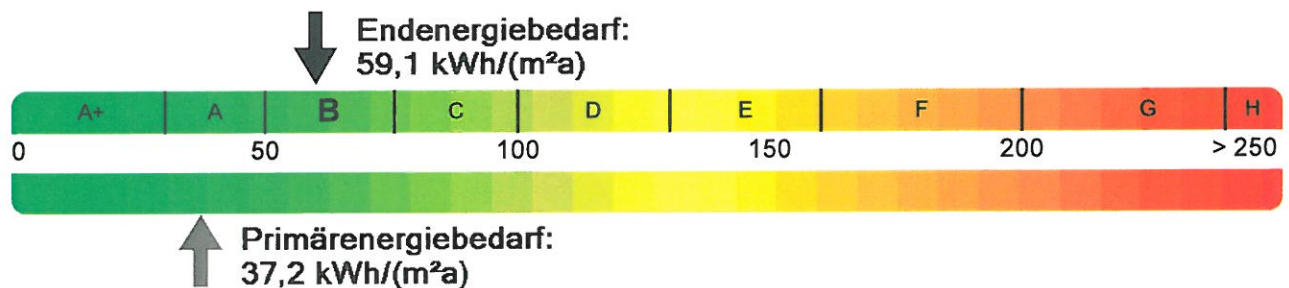 Endenergiebedarf:
59,1 kWh/(m²a)
A+ A B C D E F G H
0 50 100 150 200 > 250
Primärenergiebedarf:
37,2 kWh/(m²a)